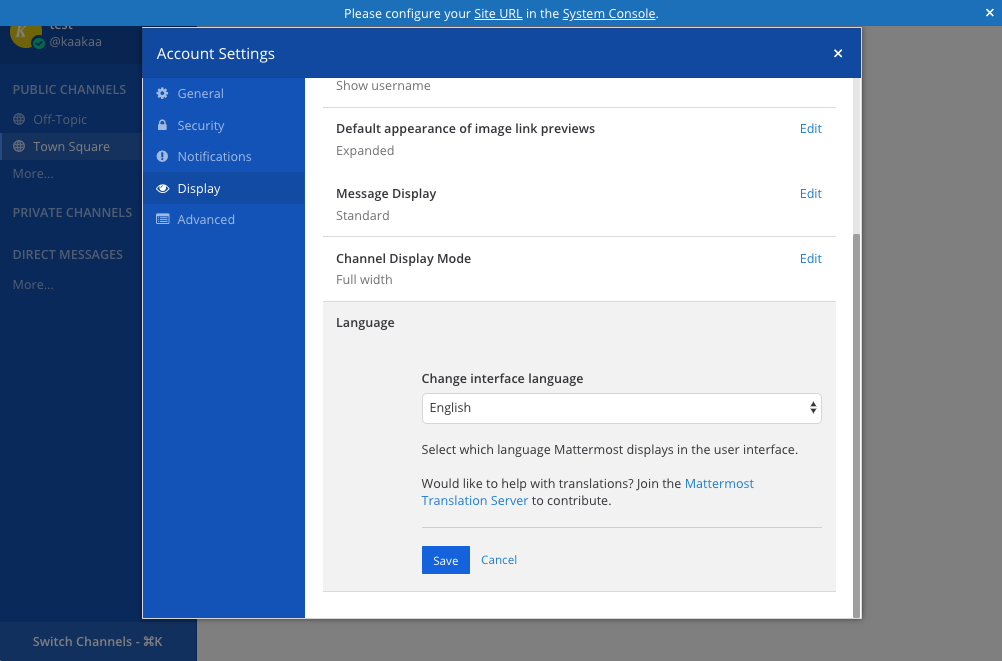 Please configure your Site URL in the System Console.
×
K
test
@kaakaa
PUBLIC CHANNELS
Off-Topic
Town Square
More...
PRIVATE CHANNELS
DIRECT MESSAGES
More...
Switch Channels - ⌘K
Account Settings
×
General
Security
Notifications
Display
Advanced
Show username
Default appearance of image link previews
Edit
Expanded
Message Display
Edit
Standard
Channel Display Mode
Edit
Full width
Language
Change interface language
English
Select which language Mattermost displays in the user interface.
Would like to help with translations? Join the Mattermost
Translation Server to contribute.
Save
Cancel